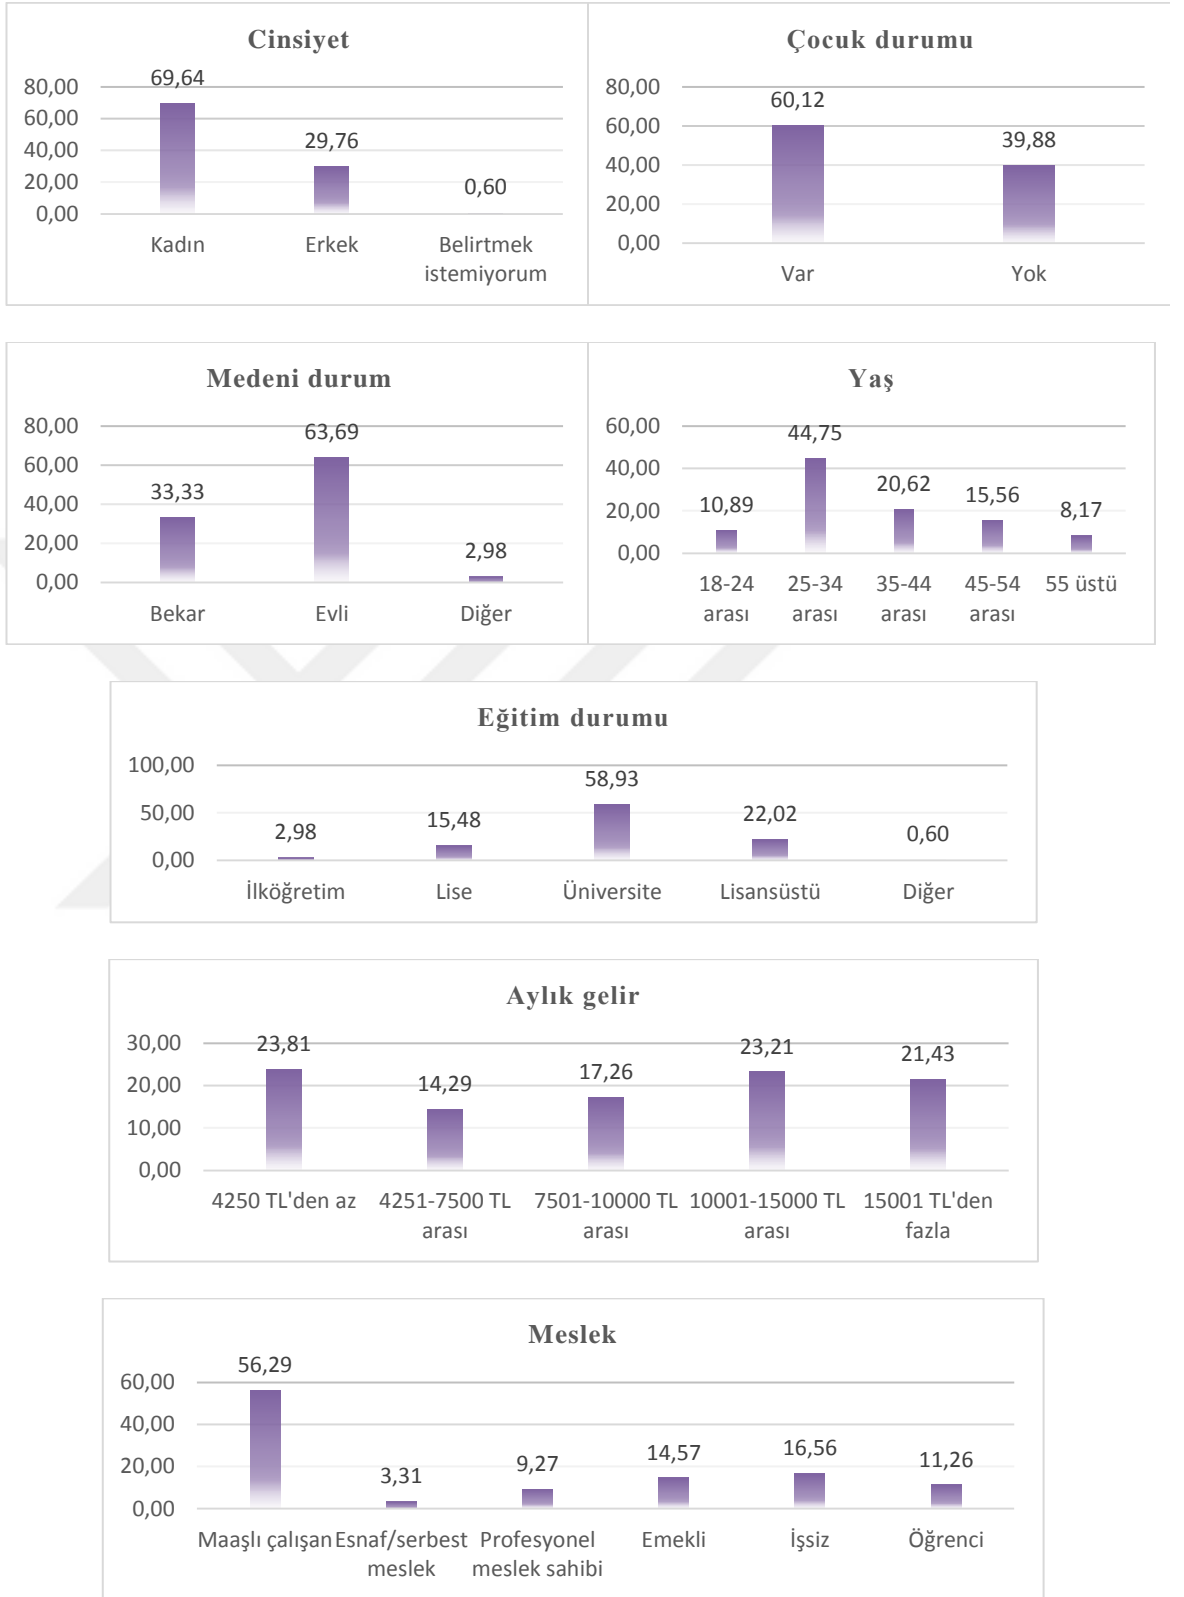 Cinsiyet
80,00
60,00
40,00
20,00
0,00
69,64
29,76
0,60
Kadın
Erkek
Belirtmek
istemiyorum
Çocuk durumu
80,00
60,00
40,00
20,00
0,00
60,12
39,88
Var
Yok
Medeni durum
80,00
60,00
40,00
20,00
0,00
33,33
63,69
2,98
Bekar
Evli
Diğer
Yaş
60,00
40,00
20,00
0,00
10,89
44,75
20,62
15,56
8,17
18-24
arası
25-34
arası
35-44
arası
45-54
arası
55 üstü
Eğitim durumu
100,00
50,00
0,00
2,98
15,48
58,93
22,02
0,60
İlköğretim
Lise
Üniversite
Lisansüstü
Diğer
Aylık gelir
30,00
20,00
10,00
0,00
23,81
14,29
17,26
23,21
21,43
4250 TL'den az
4251-7500 TL
arası
7501-10000 TL
arası
10001-15000 TL
arası
15001 TL'den
fazla
Meslek
60,00
40,00
20,00
0,00
56,29
3,31
9,27
14,57
16,56
11,26
Maaşlı çalışan
Esnaf/serbest
meslek
Profesyonel
meslek sahibi
Emekli
İşsiz
Öğrenci